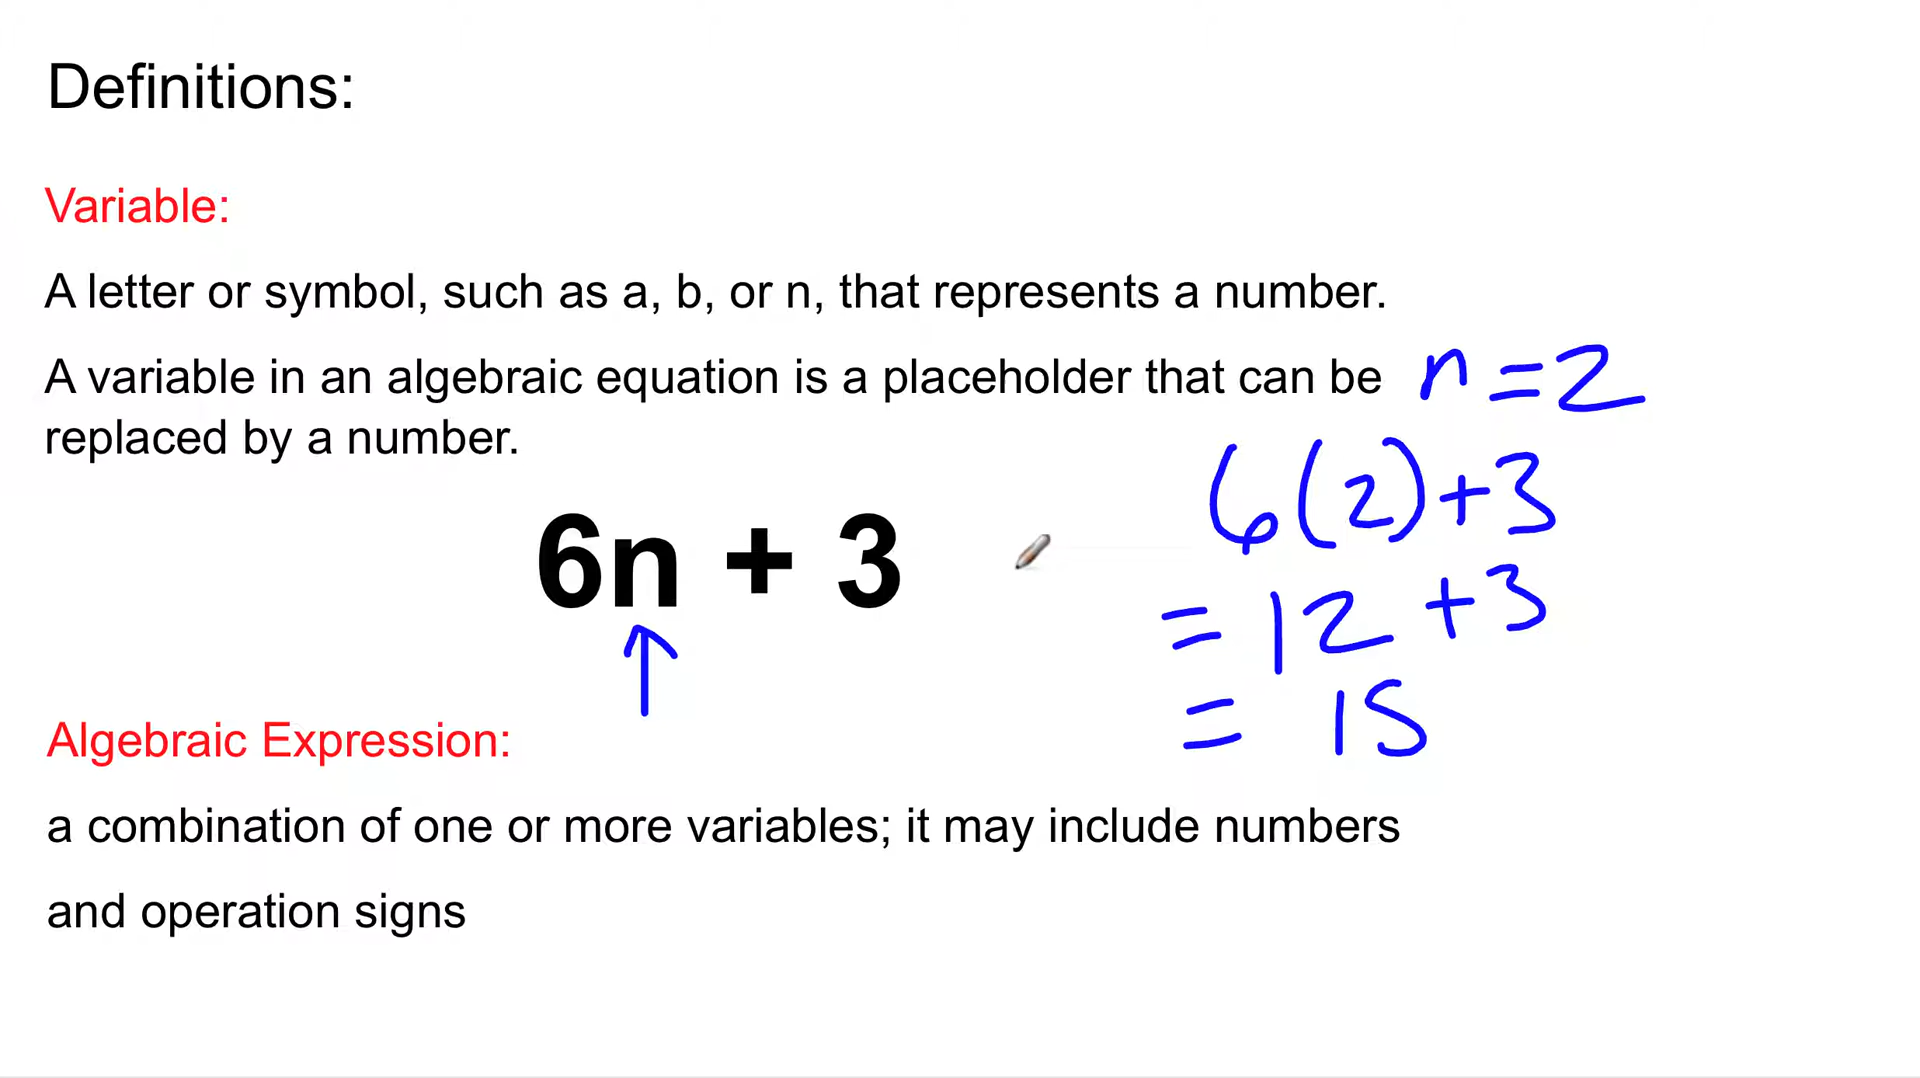 Definitions:
Variable:
A letter or symbol, such as a, b, or n, that represents a number.
A variable in an algebraic equation is a placeholder that can be
replaced by a number.
n = 2
6(2)+3
6n + 3
= 12 + 3
= 15
Algebraic Expression:
a combination of one or more variables; it may include numbers
and operation signs